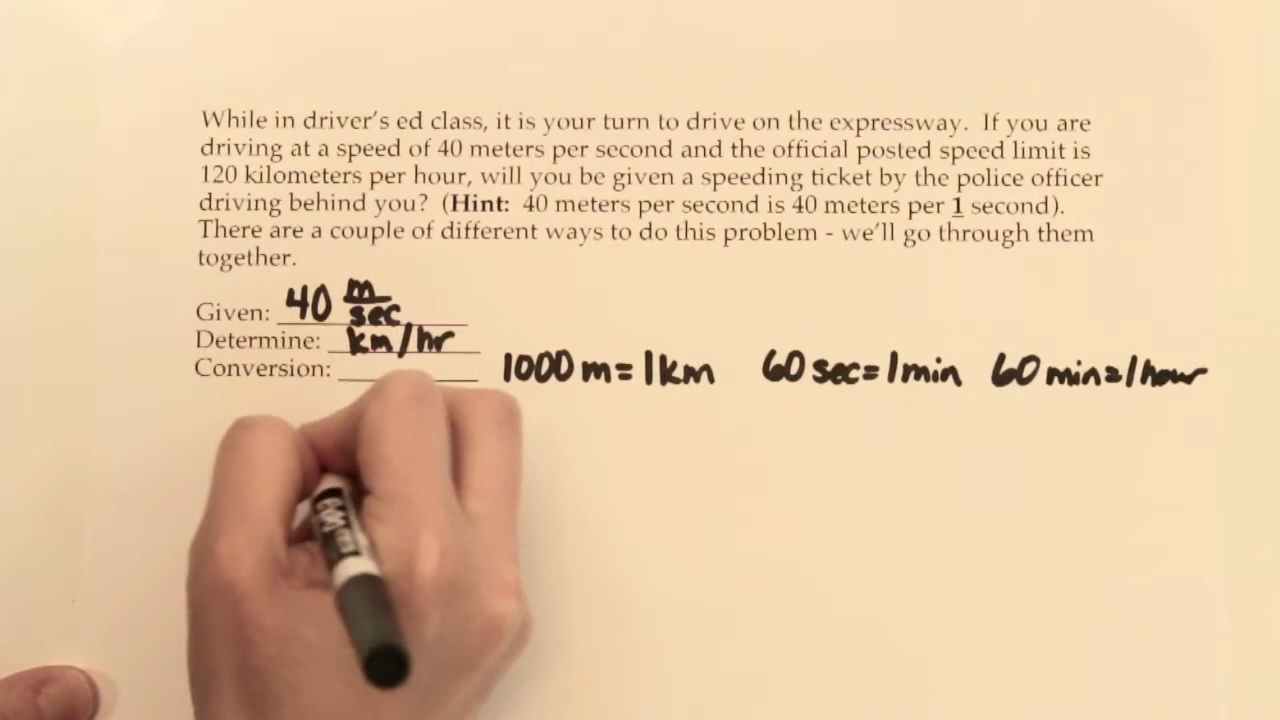 While in driver's ed class, it is your turn to drive on the expressway. If you are
driving at a speed of 40 meters per second and the official posted speed limit is
120 kilometers per hour, will you be given a speeding ticket by the police officer
driving behind you? (Hint: 40 meters per second is 40 meters per 1 second).
There are a couple of different ways to do this problem - we'll go through them
together.
Given: 40 m/sec
Determine: km/hr
Conversion: 1000 m = 1 km 60 sec = 1 min 60 min = 1 hour